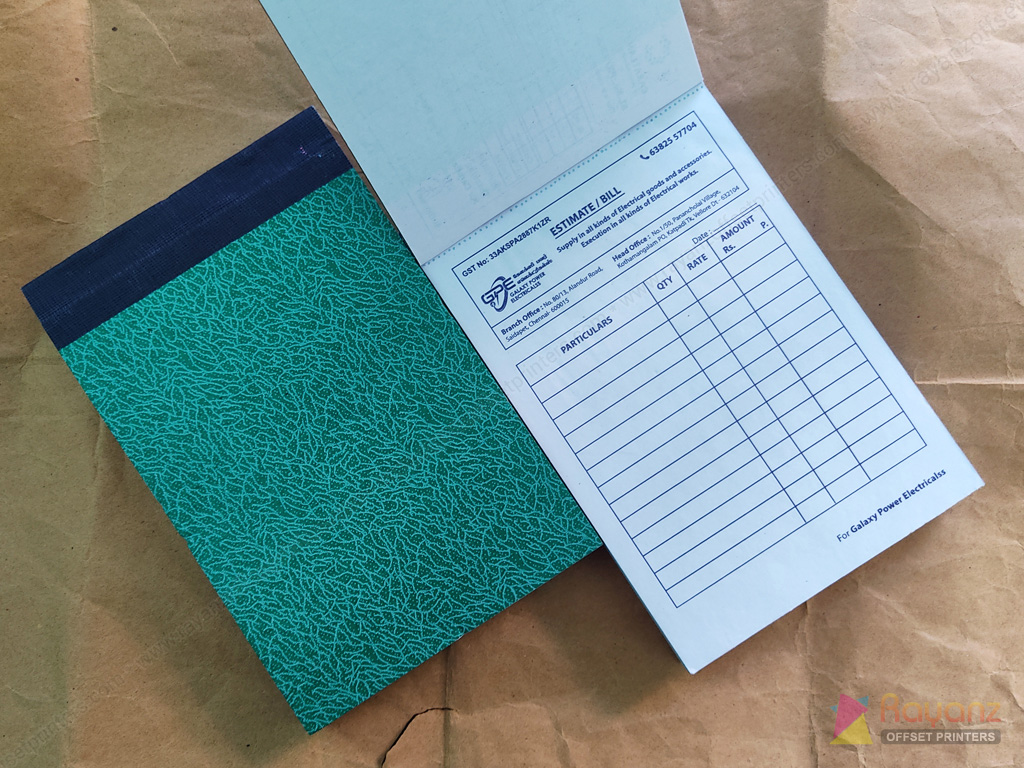 GST No: 33AKSPA2887K1ZR
63825 57704
ESTIMATE / BILL
Supply in all kinds of Electrical goods and accessories.
Execution in all kinds of Electrical works.
GPE
GALAXY POWER
ELECTRICALSS
Branch Office : No. 80/13, Alandur Road,
Saidapet, Chennai- 600015
Head Office : No.1/50, Panancholai Village,
Kothamangalam PO, Katpadi Tk, Vellore Dt - 632104
Date :
PARTICULARS QTY RATE AMOUNT
Rs. P.
For Galaxy Power Electricalss
Rayanz
OFFSET PRINTERS